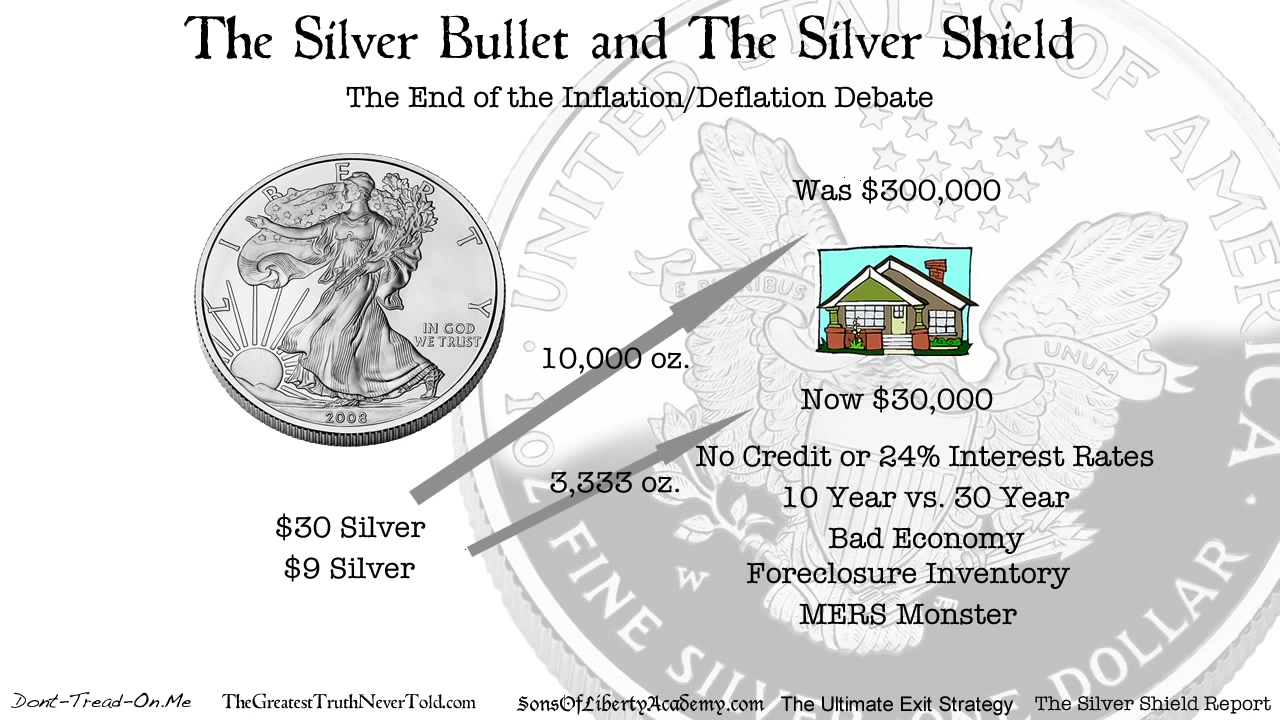 The Silver Bullet and The Silver Shield
The End of the Inflation/Deflation Debate
Was $300,000
LIBERTY
IN GOD
WE TRUST
2008
UNITED STATES OF AMERICA
E PLURIBUS
UNUM
10,000 oz.
Now $30,000
3,333 oz.
No Credit or 24% Interest Rates
10 Year vs. 30 Year
Bad Economy
Foreclosure Inventory
MERS Monster
$30 Silver
$9 Silver
W
1 OZ. FINE SILVER ONE DOLLAR
Dont-Tread-On.Me
TheGreatestTruthNeverTold.com
SonsOfLibertyAcademy.com
The Ultimate Exit Strategy
The Silver Shield Report